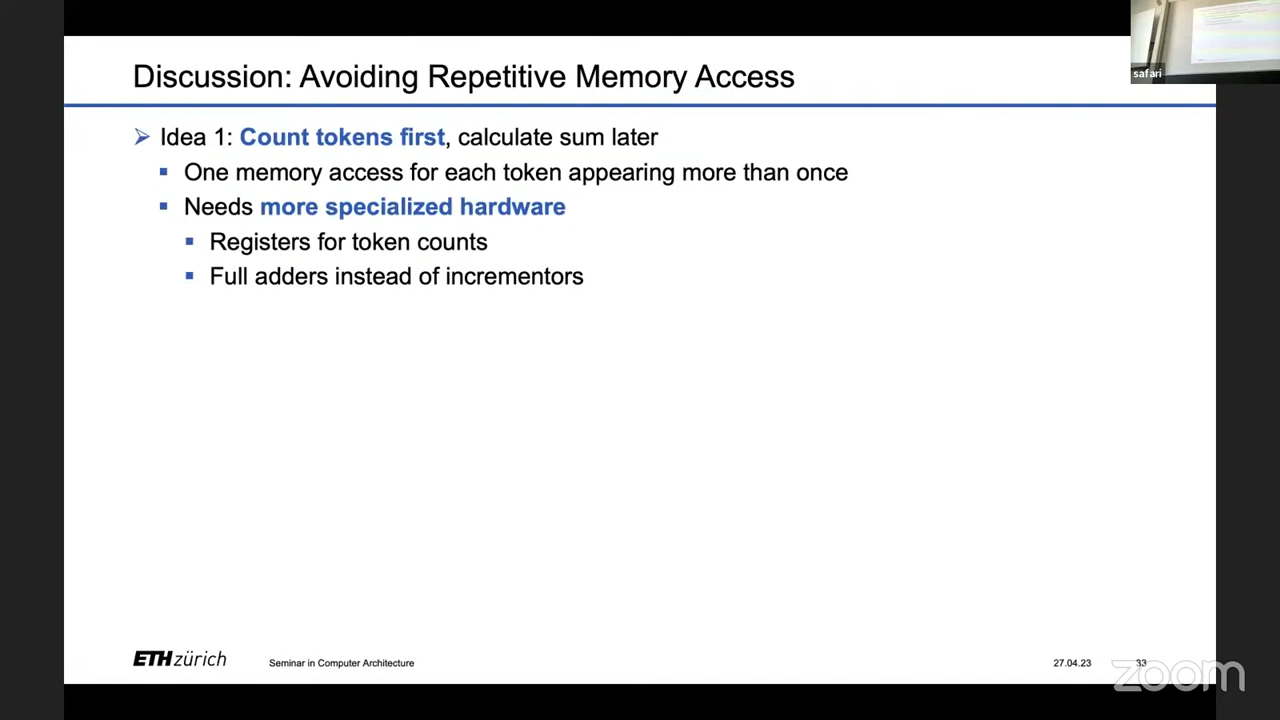 safari
Discussion: Avoiding Repetitive Memory Access
Idea 1: Count tokens first, calculate sum later
One memory access for each token appearing more than once
Needs more specialized hardware
Registers for token counts
Full adders instead of incrementors
ETH zürich
Seminar in Computer Architecture
27.04.23
33
zoom